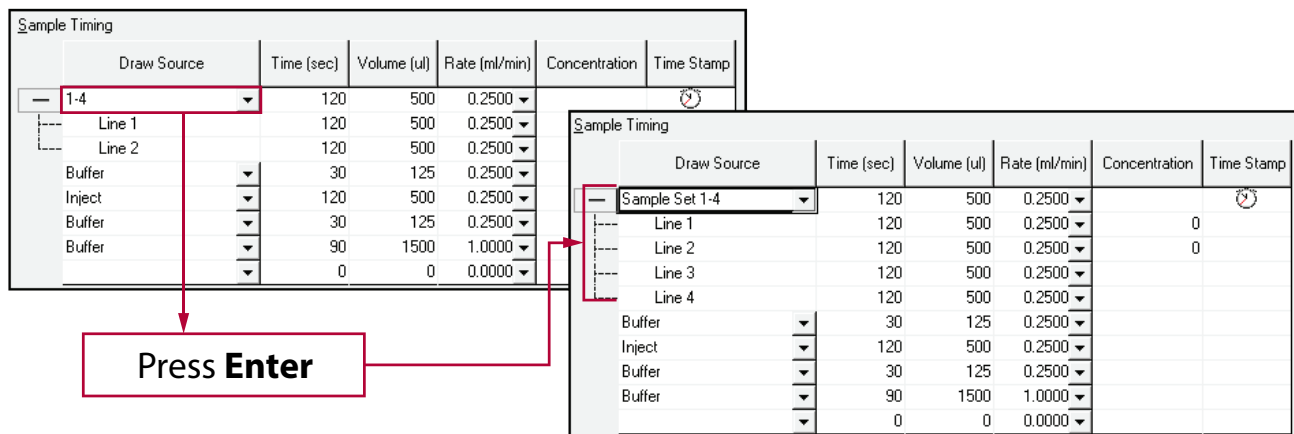 Sample Timing
Draw Source Time (sec) Volume (ul) Rate (ml/min) Concentration Time Stamp
1-4 120 500 0.2500
Line 1 120 500 0.2500
Line 2 120 500 0.2500
Buffer 30 125 0.2500
Inject 120 500 0.2500
Buffer 30 125 0.2500
Buffer 90 1500 1.0000
0 0 0.0000
Press Enter
Sample Timing
Draw Source Time (sec) Volume (ul) Rate (ml/min) Concentration Time Stamp
Sample Set 1-4 120 500 0.2500
Line 1 120 500 0.2500 0
Line 2 120 500 0.2500 0
Line 3 120 500 0.2500
Line 4 120 500 0.2500
Buffer 30 125 0.2500
Inject 120 500 0.2500
Buffer 30 125 0.2500
Buffer 90 1500 1.0000
0 0 0.0000